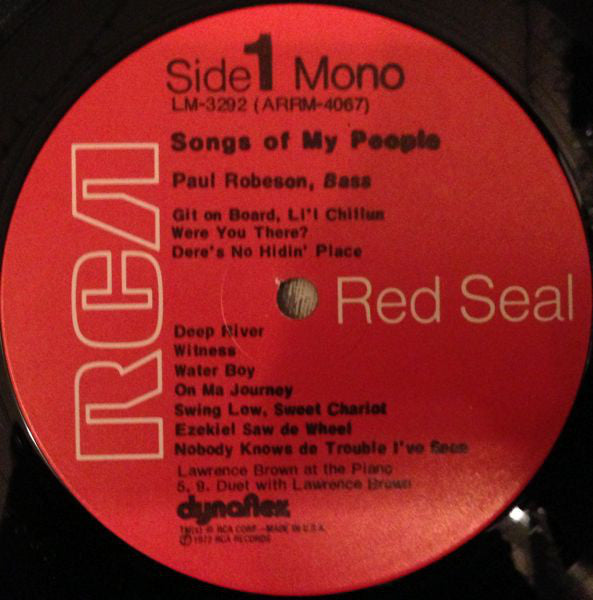 Side 1 Mono
LM-3292 (ARRM-4067)
Songs of My People
Paul Robeson, Bass
Git on Board, Li'l Chillun
Were You There?
Dere's No Hidin' Place
RCA
Red Seal
Deep River
Witness
Water Boy
On Ma Journey
Swing Low, Sweet Chariot
Ezekiel Saw de Wheel
Nobody Knows de Trouble I've Seen
Lawrence Brown at the Piano
5, 9. Duet with Lawrence Brown
dynaflex
TM(s) ® RCA CORP.—MADE IN U.S.A.
Ⓟ 1972 RCA RECORDS